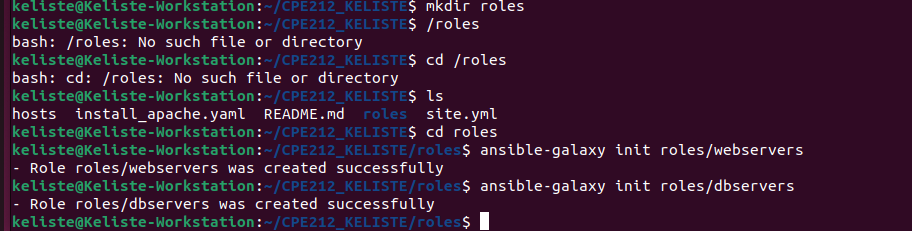 keliste@Keliste-Workstation:~/CPE212_KELISTE$ mkdir roles
keliste@Keliste-Workstation:~/CPE212_KELISTE$ /roles
bash: /roles: No such file or directory
keliste@Keliste-Workstation:~/CPE212_KELISTE$ cd /roles
bash: cd: /roles: No such file or directory
keliste@Keliste-Workstation:~/CPE212_KELISTE$ ls
hosts  install_apache.yaml  README.md  roles  site.yml
keliste@Keliste-Workstation:~/CPE212_KELISTE$ cd roles
keliste@Keliste-Workstation:~/CPE212_KELISTE/roles$ ansible-galaxy init roles/webservers
- Role roles/webservers was created successfully
keliste@Keliste-Workstation:~/CPE212_KELISTE/roles$ ansible-galaxy init roles/dbservers
- Role roles/dbservers was created successfully
keliste@Keliste-Workstation:~/CPE212_KELISTE/roles$